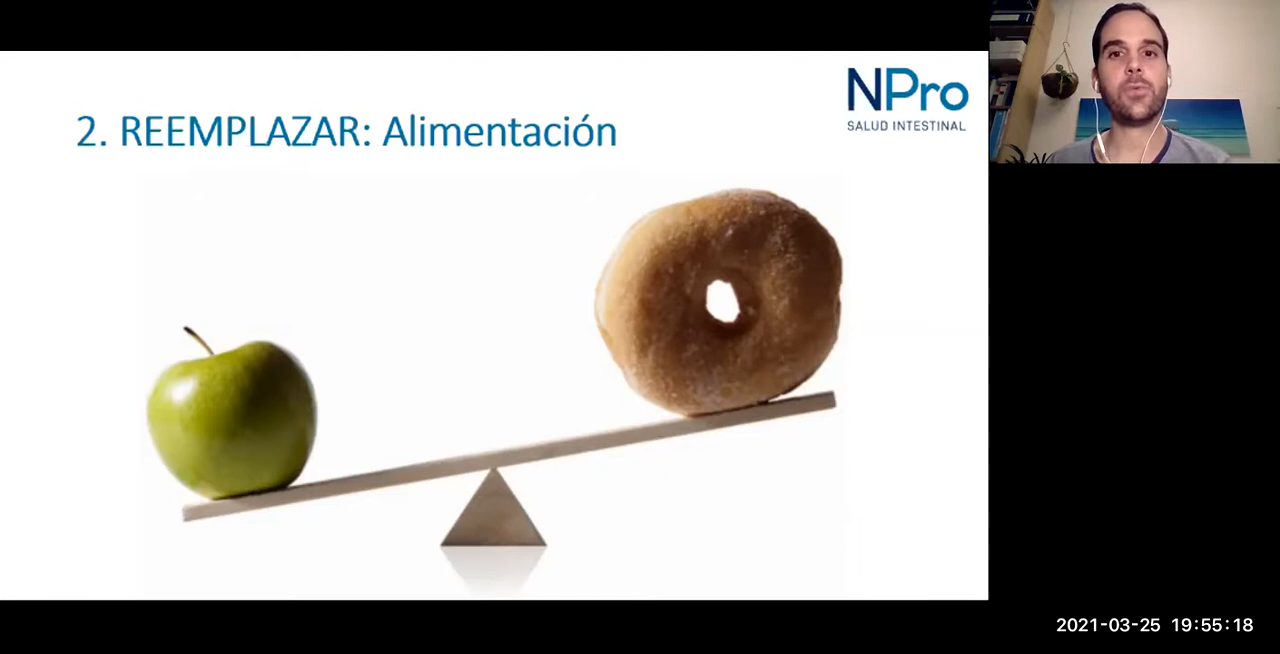 2. REEMPLAZAR: Alimentación
NPro
SALUD INTESTINAL
2021-03-25 19:55:18